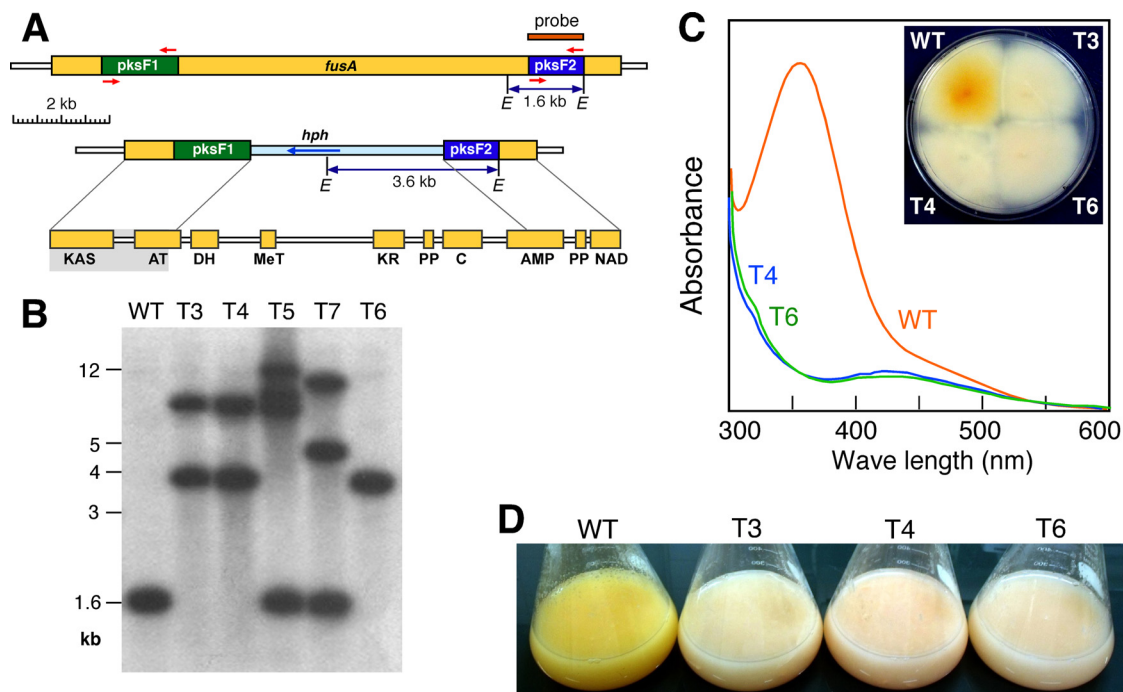 A
probe
pksF1
fusA
pksF2
E
1.6 kb
E
2 kb
hph
pksF1
pksF2
E
3.6 kb
E
KAS
AT
DH
MeT
KR
PP
C
AMP
PP
NAD
B
WT T3 T4 T5 T7 T6
12
5
4
3
1.6
kb
C
WT
T3
T4
T6
Absorbance
T4
T6
WT
300 400 500 600
Wave length (nm)
D
WT T3 T4 T6